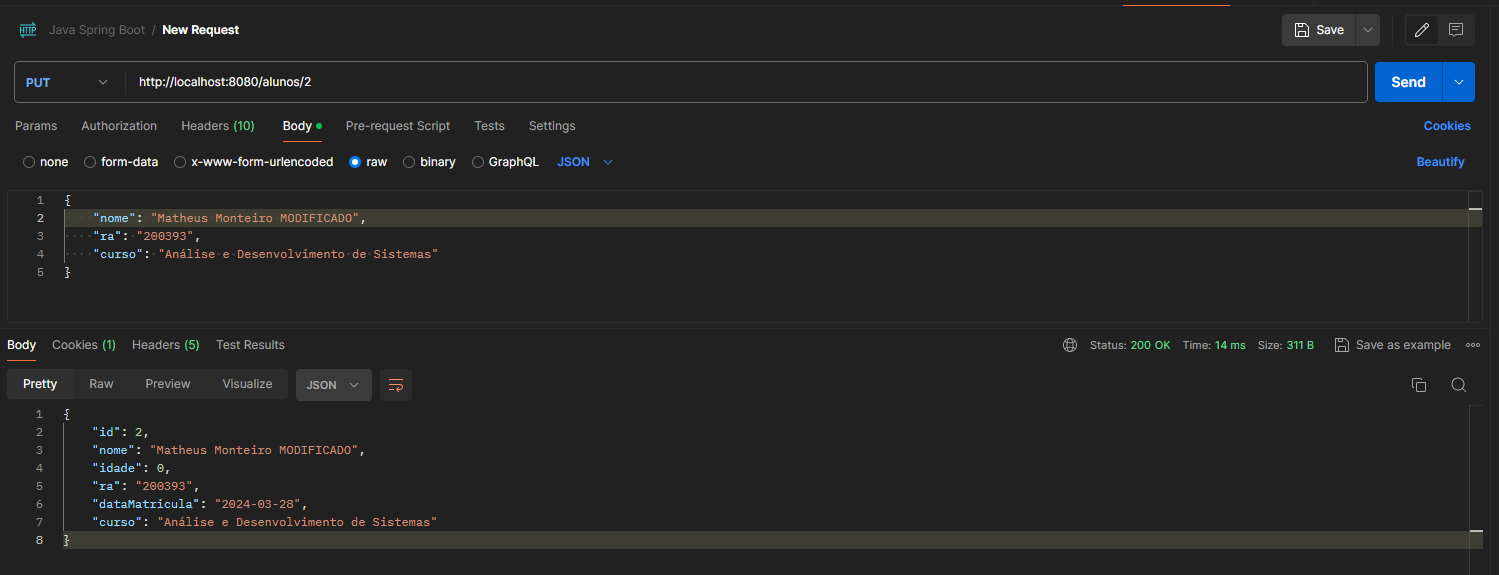 HTTP Java Spring Boot / New Request Save
PUT http://localhost:8080/alunos/2 Send
Params Authorization Headers (10) Body Pre-request Script Tests Settings Cookies
none form-data x-www-form-urlencoded raw binary GraphQL JSON Beautify
1 {
2 "nome": "Matheus Monteiro MODIFICADO",
3 "ra": "200393",
4 "curso": "Análise e Desenvolvimento de Sistemas"
5 }
Body Cookies (1) Headers (5) Test Results Status: 200 OK Time: 14 ms Size: 311 B Save as example
Pretty Raw Preview Visualize JSON
1 {
2 "id": 2,
3 "nome": "Matheus Monteiro MODIFICADO",
4 "idade": 0,
5 "ra": "200393",
6 "dataMatricula": "2024-03-28",
7 "curso": "Análise e Desenvolvimento de Sistemas"
8 }